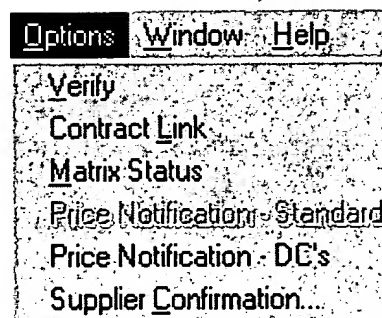 Options Window Help
Verify
Contract Link
Matrix Status
Price Notification - Standard
Price Notification - DC's
Supplier Confirmation...